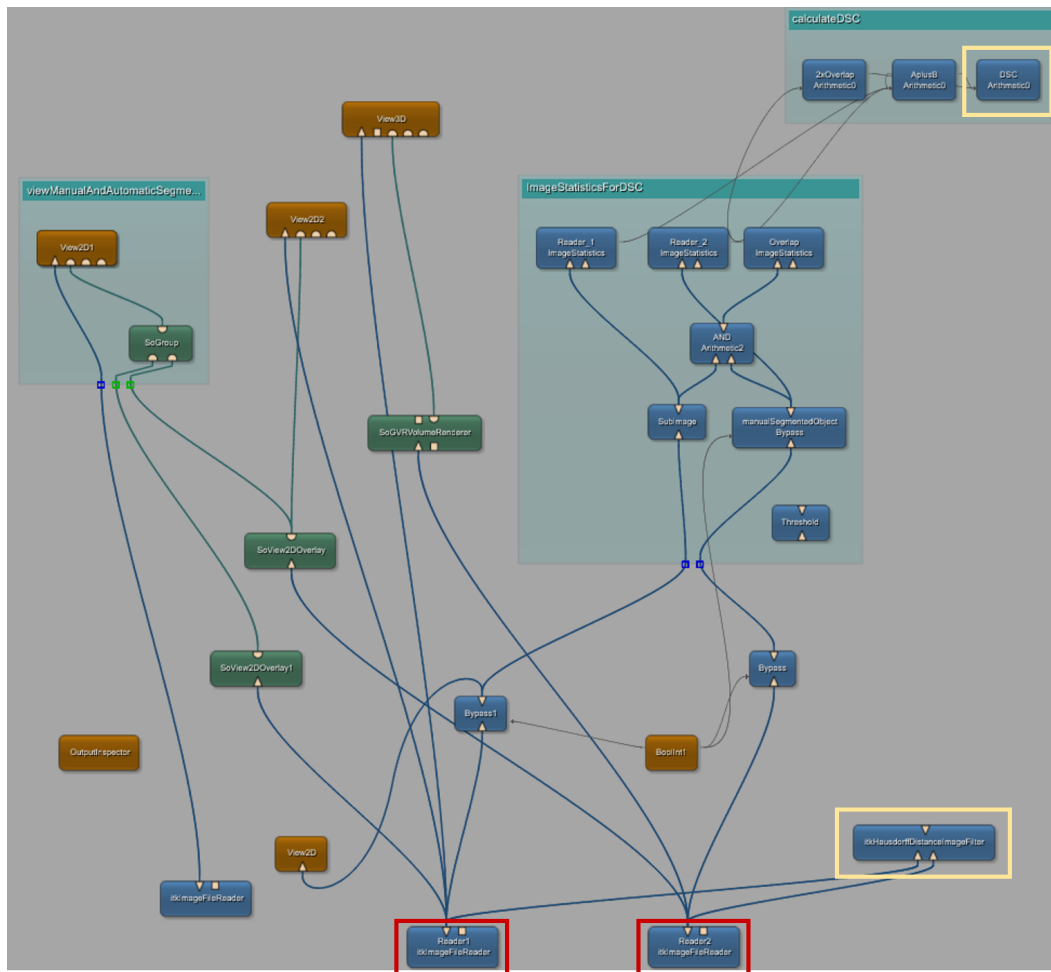 calculateDSC
2xOverlap
Arithmetic0
AplusB
Arithmetic0
DSC
Arithmetic0
View3D
viewManualAndAutomaticSegme...
ImageStatisticsForDSC
View2D2
View2D1
Reader_1
ImageStatistics
Reader_2
ImageStatistics
Overlap
ImageStatistics
SoGroup
AND
Arithmetic2
SoGVRVolumeRenderer
SubImage
manualSegmentedObject
Bypass
Threshold
SoView2DOverlay
SoView2DOverlay1
Bypass
Bypass1
OutputInspector
BoolInt1
View2D
itkHausdorffDistanceImageFilter
itkImageFileReader
Reader1
itkImageFileReader
Reader2
itkImageFileReader